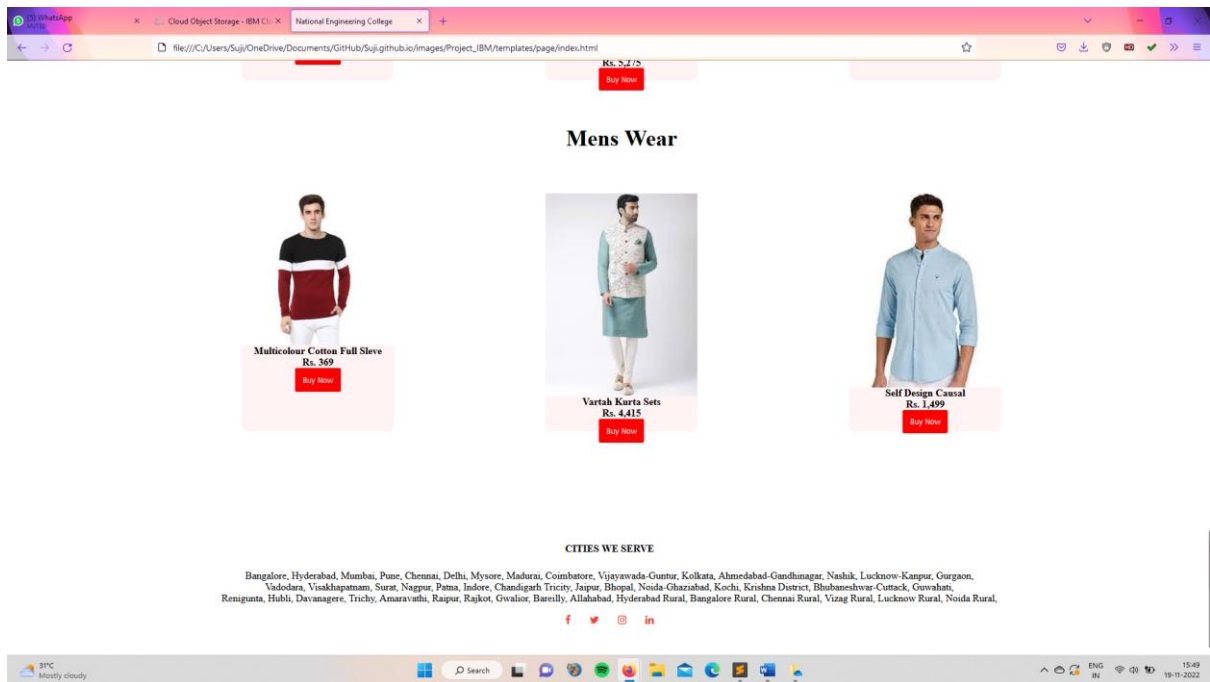 (5) WhatsApp
Cloud Object Storage - IBM Clo
National Engineering College
file:///C:/Users/Suji/OneDrive/Documents/GitHub/Suji.github.io/images/Project_IBM/templates/page/index.html
Rs. 5,275
Buy Now
Mens Wear
Multicolour Cotton Full Sleve
Rs. 369
Buy Now
Vartah Kurta Sets
Rs. 4,415
Buy Now
Self Design Causal
Rs. 1,499
Buy Now
CITIES WE SERVE
Bangalore, Hyderabad, Mumbai, Pune, Chennai, Delhi, Mysore, Madurai, Coimbatore, Vijayawada-Guntur, Kolkata, Ahmedabad-Gandhinagar, Nashik, Lucknow-Kanpur, Gurgaon,
Vadodara, Visakhapatnam, Surat, Nagpur, Patna, Indore, Chandigarh Tricity, Jaipur, Bhopal, Noida-Ghaziabad, Kochi, Krishna District, Bhubaneshwar-Cuttack, Guwahati,
Renigunta, Hubli, Davanagere, Trichy, Amaravathi, Raipur, Rajkot, Gwalior, Bareilly, Allahabad, Hyderabad Rural, Bangalore Rural, Chennai Rural, Vizag Rural, Lucknow Rural, Noida Rural,
31°C
Mostly cloudy
Search
ENG
IN
15:49
19-11-2022